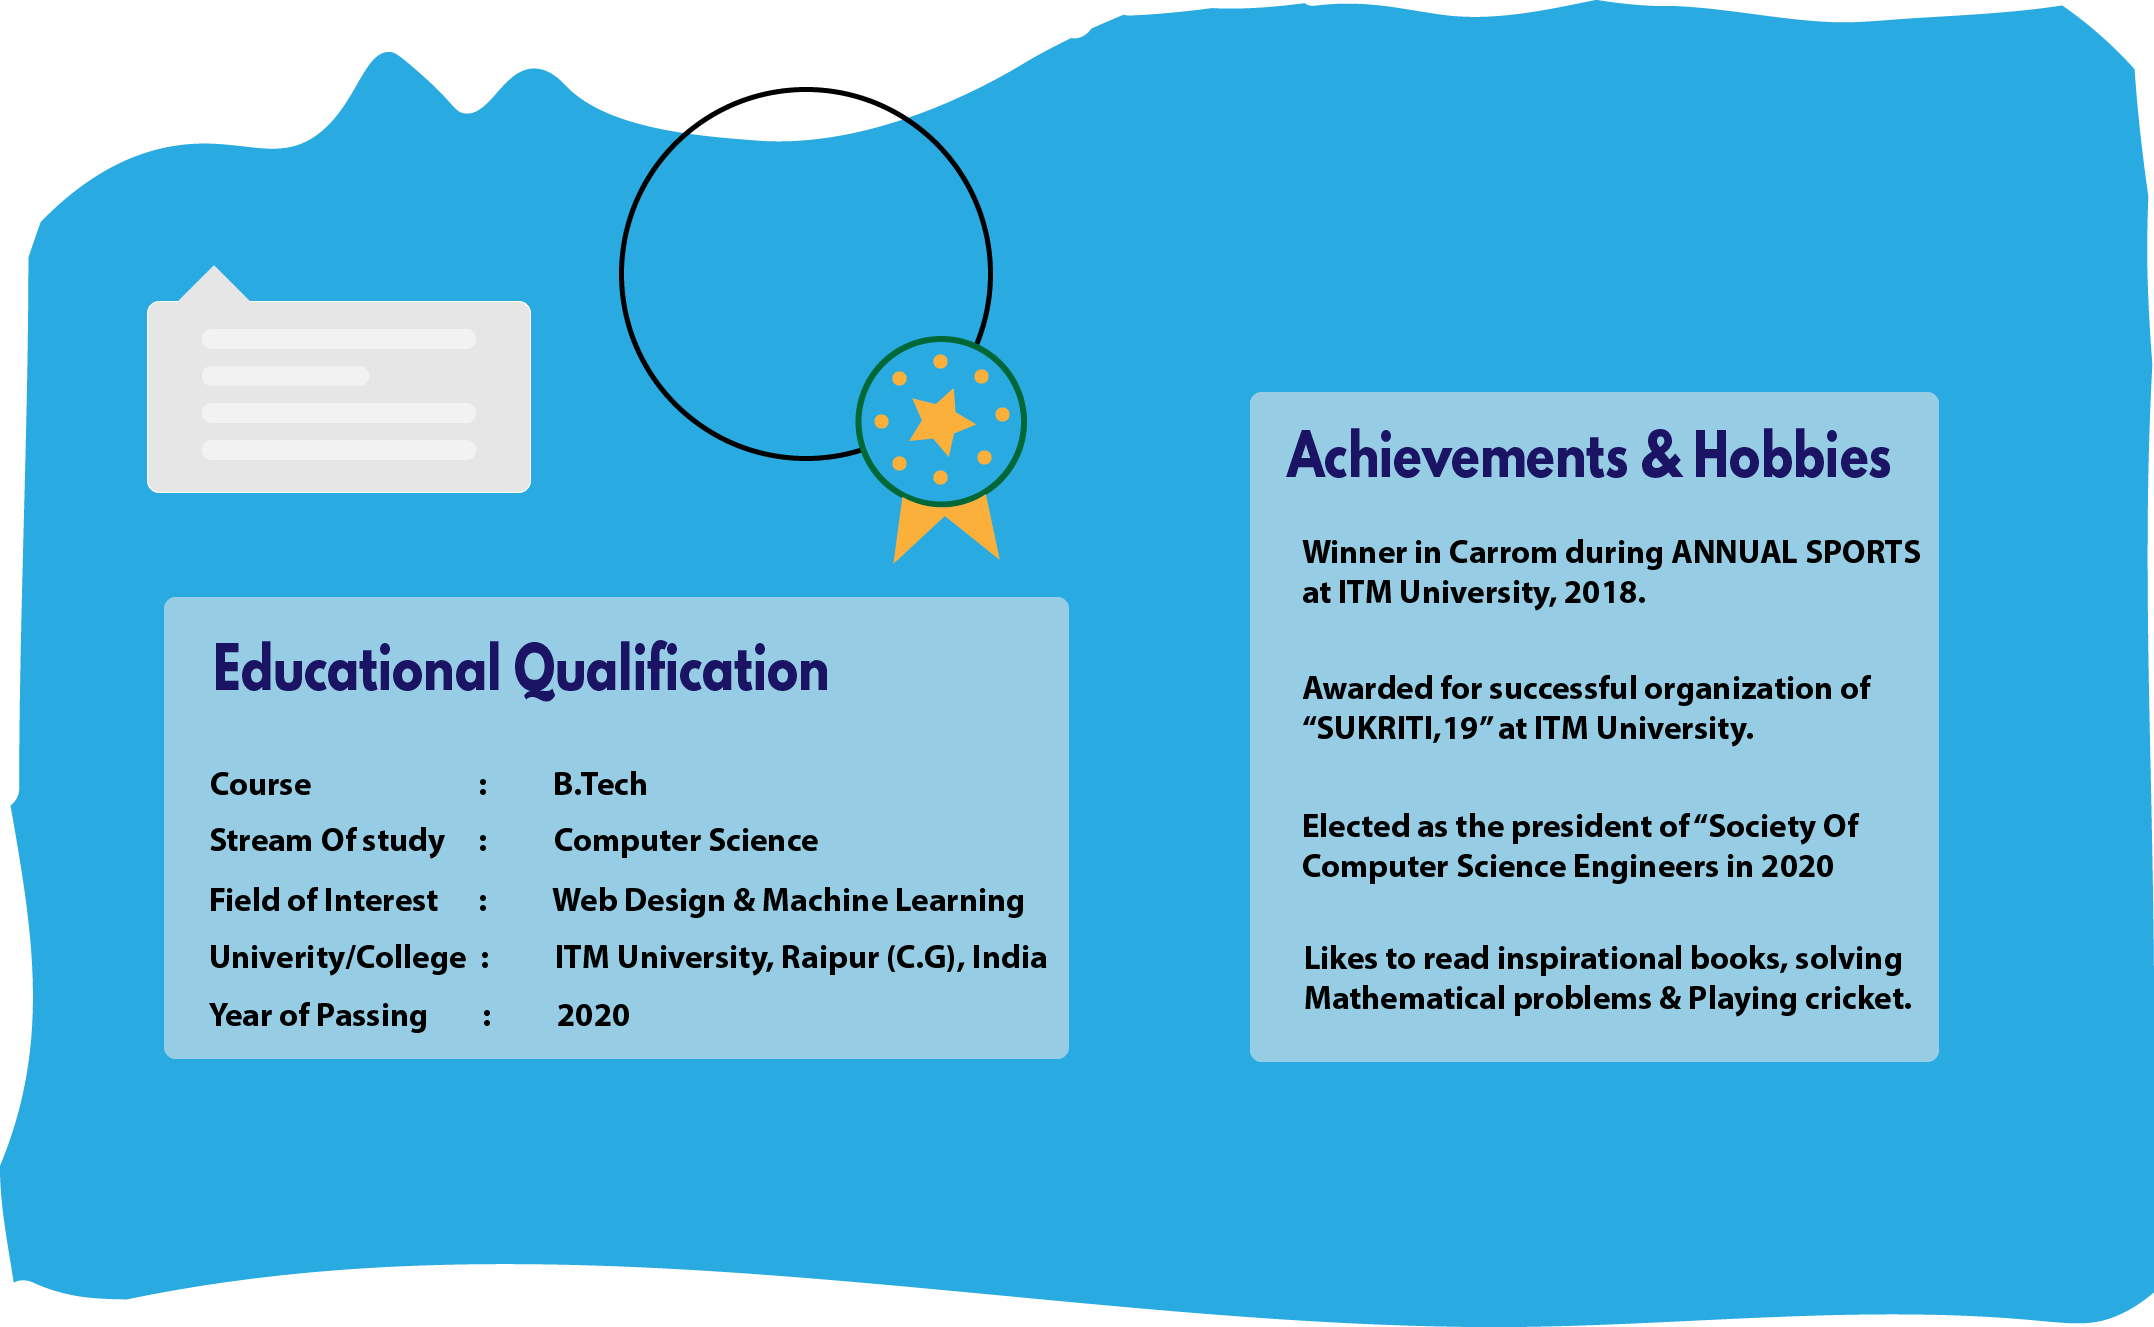 Educational Qualification
Course : B.Tech
Stream Of study : Computer Science
Field of Interest : Web Design & Machine Learning
Univerity/College : ITM University, Raipur (C.G), India
Year of Passing : 2020
Achievements & Hobbies
Winner in Carrom during ANNUAL SPORTS
at ITM University, 2018.
Awarded for successful organization of
“SUKRITI,19” at ITM University.
Elected as the president of “Society Of
Computer Science Engineers in 2020
Likes to read inspirational books, solving
Mathematical problems & Playing cricket.